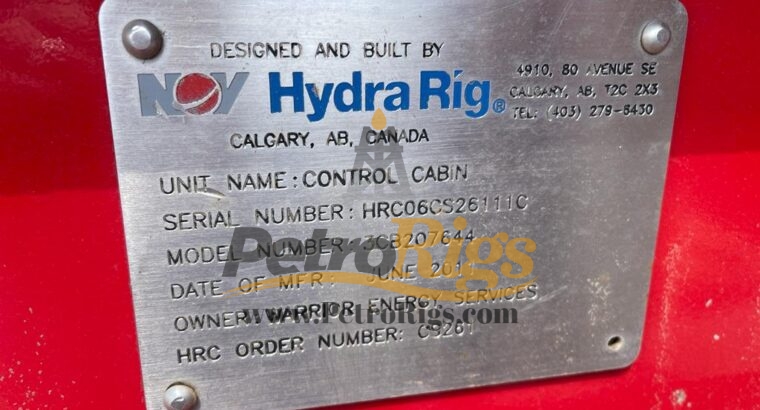 DESIGNED AND BUILT BY
NOV Hydra Rig®
4910, 80 AVENUE SE
CALGARY, AB, T2C 2X3
TEL: (403) 279-8430
CALGARY, AB, CANADA
UNIT NAME: CONTROL CABIN
SERIAL NUMBER: HRC06CS26111C
MODEL NUMBER: 3CB207644
PetroRigs
DATE OF MFR: JUNE
OWNER: WARRIOR ENERGY SERVICES
www.PetroRigs.com
HRC ORDER NUMBER: CS261